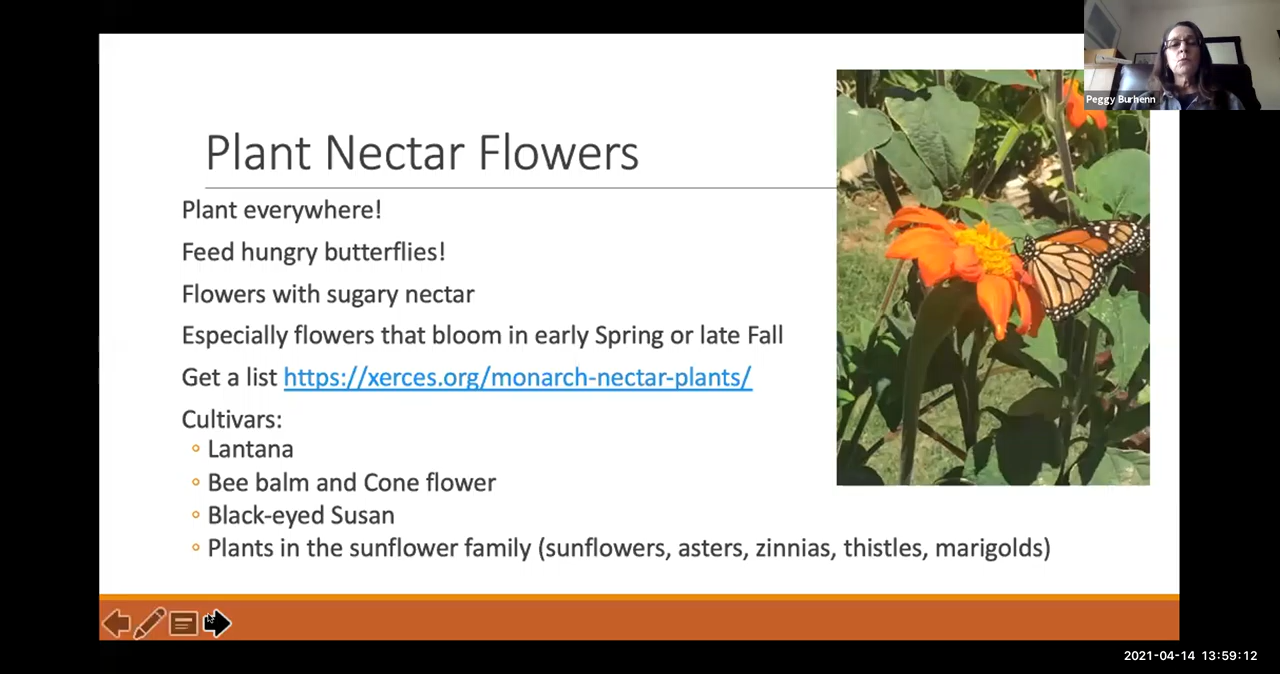 Peggy Burhenn
Plant Nectar Flowers
Plant everywhere!
Feed hungry butterflies!
Flowers with sugary nectar
Especially flowers that bloom in early Spring or late Fall
Get a list https://xerces.org/monarch-nectar-plants/
Cultivars:
◦ Lantana
◦ Bee balm and Cone flower
◦ Black-eyed Susan
◦ Plants in the sunflower family (sunflowers, asters, zinnias, thistles, marigolds)
2021-04-14 13:59:12